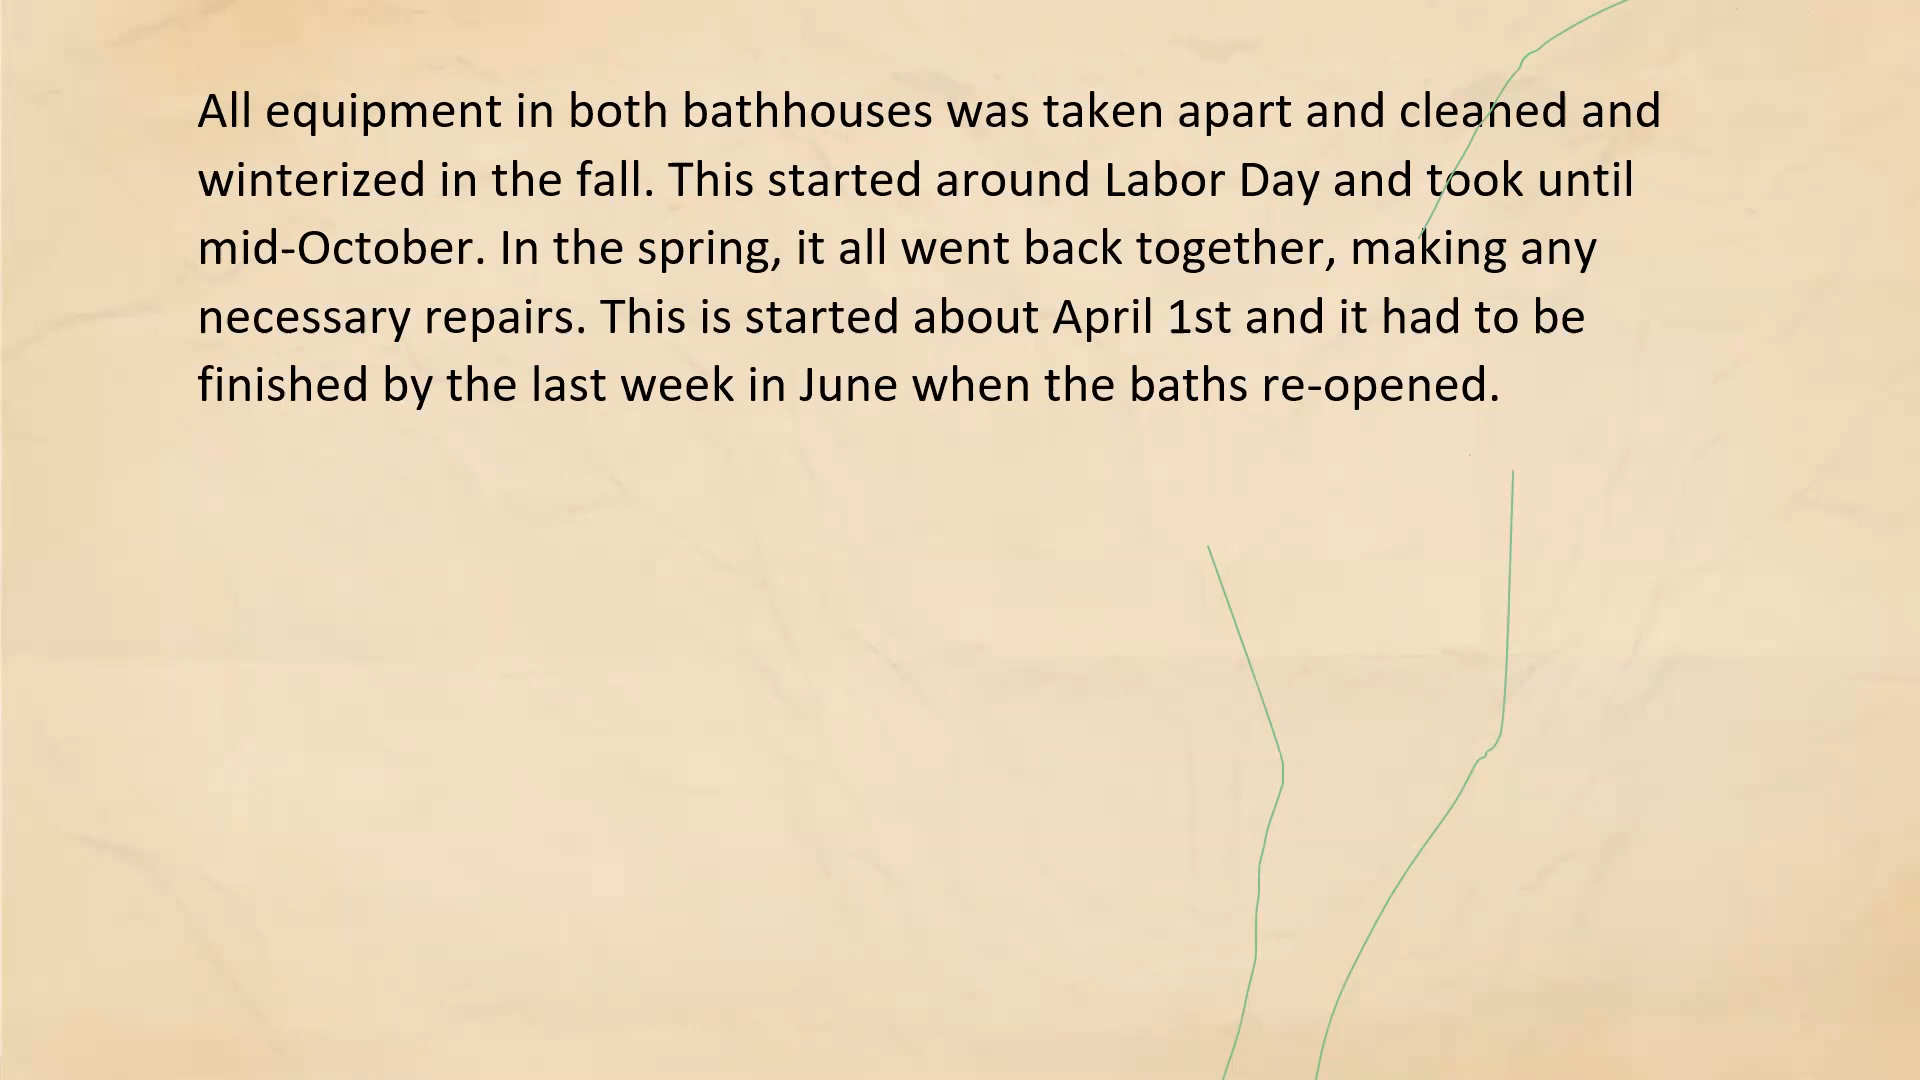 All equipment in both bathhouses was taken apart and cleaned and
winterized in the fall. This started around Labor Day and took until
mid-October. In the spring, it all went back together, making any
necessary repairs. This is started about April 1st and it had to be
finished by the last week in June when the baths re-opened.